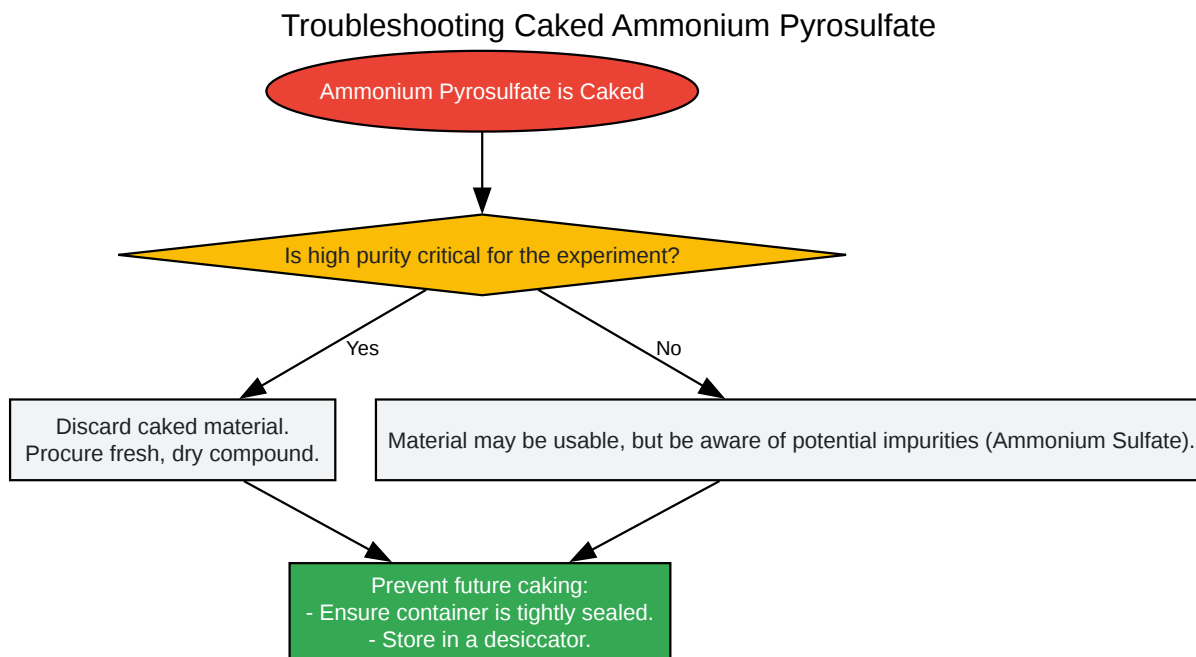 Troubleshooting Caked Ammonium Pyrosulfate
Ammonium Pyrosulfate is Caked
Is high purity critical for the experiment?
Yes
No
Discard caked material.
Procure fresh, dry compound.
Material may be usable, but be aware of potential impurities (Ammonium Sulfate).
Prevent future caking:
- Ensure container is tightly sealed.
- Store in a desiccator.